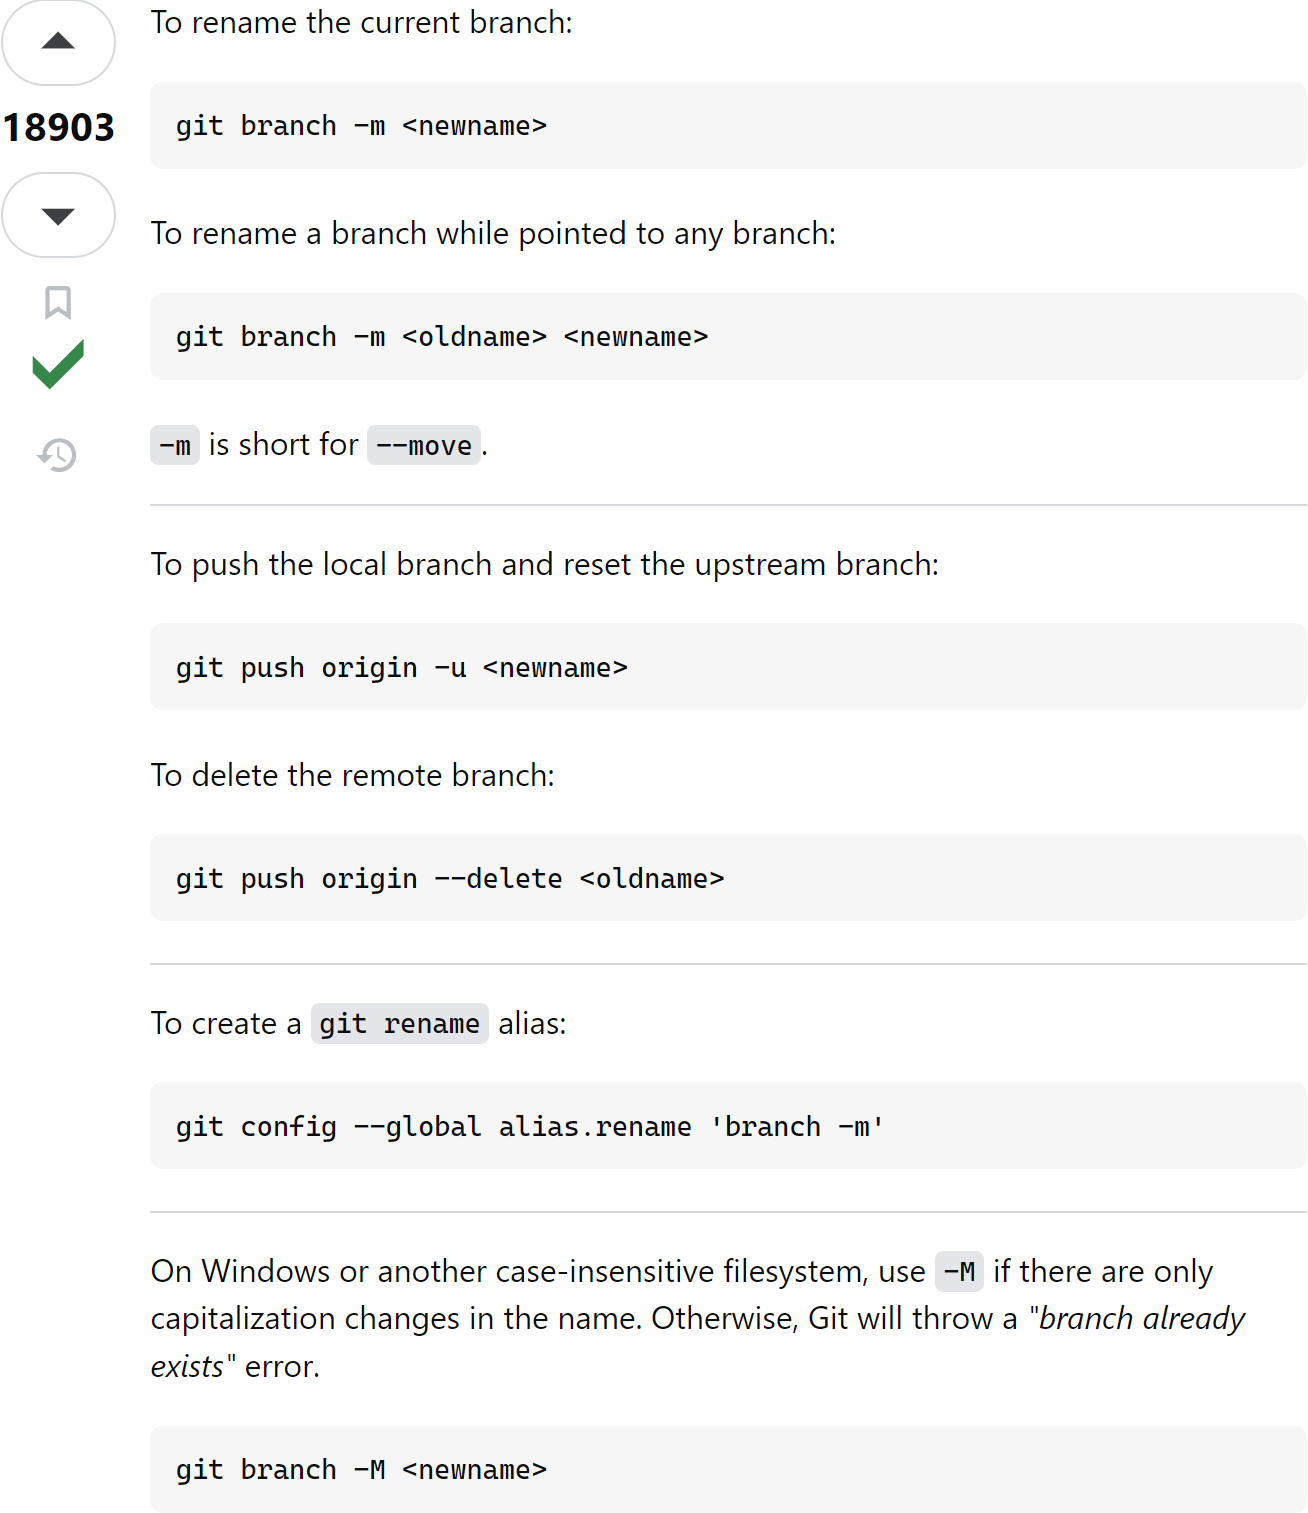 To rename the current branch:
18903
git branch -m <newname>
To rename a branch while pointed to any branch:
git branch -m <oldname> <newname>
-m is short for --move.
To push the local branch and reset the upstream branch:
git push origin -u <newname>
To delete the remote branch:
git push origin --delete <oldname>
To create a git rename alias:
git config --global alias.rename 'branch -m'
On Windows or another case-insensitive filesystem, use -M if there are only
capitalization changes in the name. Otherwise, Git will throw a "branch already
exists" error.
git branch -M <newname>